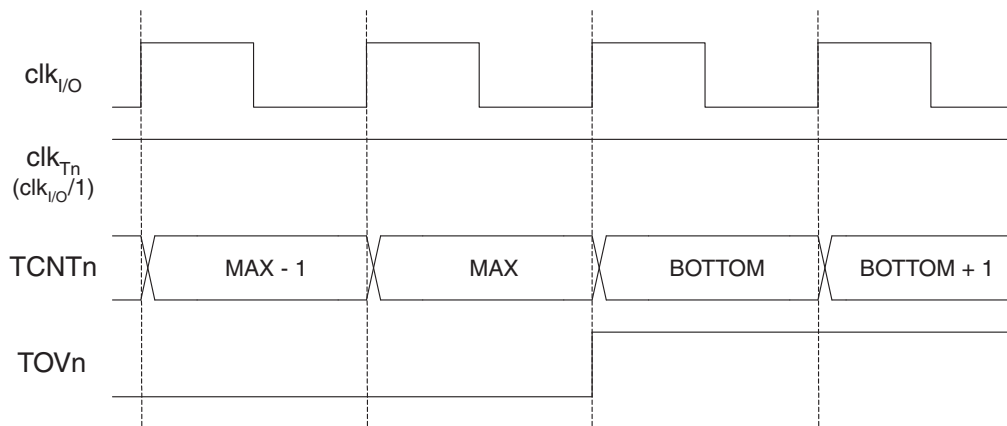 clkI/O
clkTn
(clkI/O/1)
TCNTn
MAX - 1
MAX
BOTTOM
BOTTOM + 1
TOVn